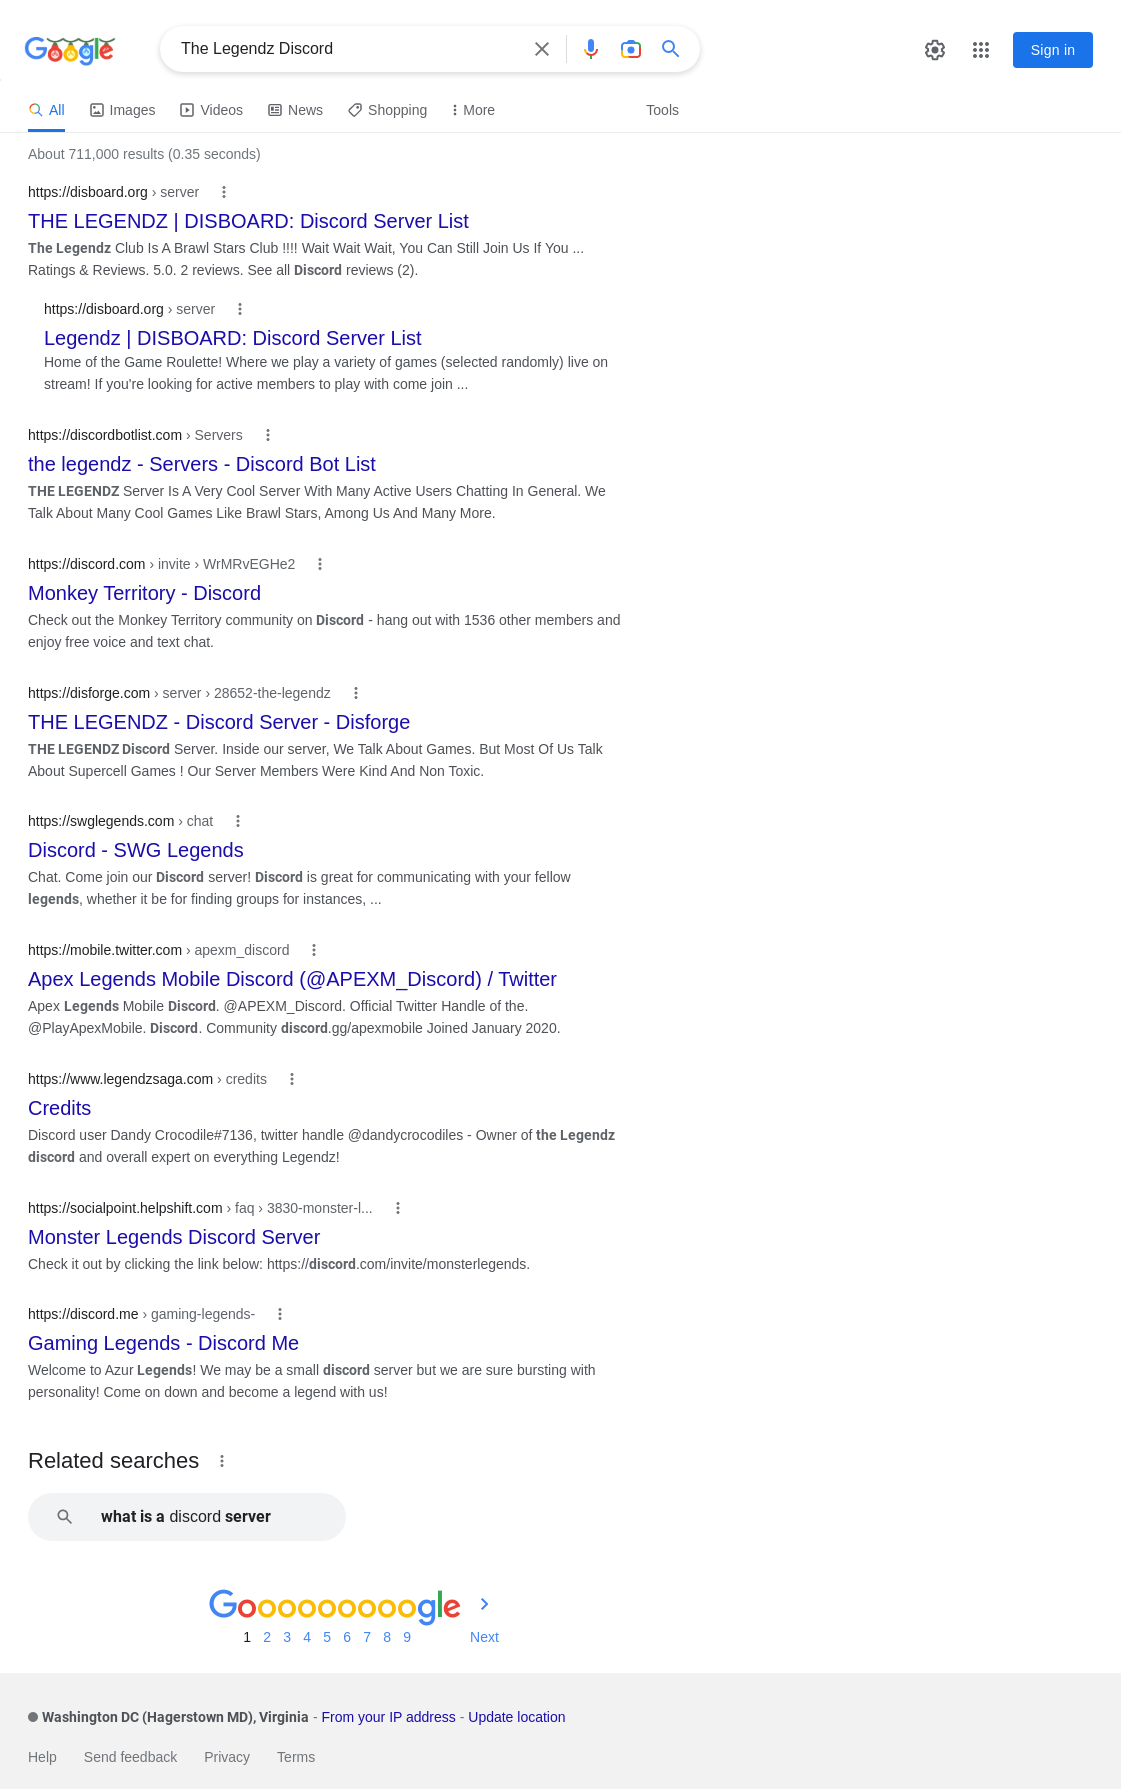 Google
The Legendz Discord
Sign in
All
Images
Videos
News
Shopping
More
Tools
About 711,000 results (0.35 seconds)
https://disboard.org › server
THE LEGENDZ | DISBOARD: Discord Server List
The Legendz Club Is A Brawl Stars Club !!!! Wait Wait Wait, You Can Still Join Us If You ...
Ratings & Reviews. 5.0. 2 reviews. See all Discord reviews (2).
https://disboard.org › server
Legendz | DISBOARD: Discord Server List
Home of the Game Roulette! Where we play a variety of games (selected randomly) live on
stream! If you're looking for active members to play with come join ...
https://discordbotlist.com › Servers
the legendz - Servers - Discord Bot List
THE LEGENDZ Server Is A Very Cool Server With Many Active Users Chatting In General. We
Talk About Many Cool Games Like Brawl Stars, Among Us And Many More.
https://discord.com › invite › WrMRvEGHe2
Monkey Territory - Discord
Check out the Monkey Territory community on Discord - hang out with 1536 other members and
enjoy free voice and text chat.
https://disforge.com › server › 28652-the-legendz
THE LEGENDZ - Discord Server - Disforge
THE LEGENDZ Discord Server. Inside our server, We Talk About Games. But Most Of Us Talk
About Supercell Games ! Our Server Members Were Kind And Non Toxic.
https://swglegends.com › chat
Discord - SWG Legends
Chat. Come join our Discord server! Discord is great for communicating with your fellow
legends, whether it be for finding groups for instances, ...
https://mobile.twitter.com › apexm_discord
Apex Legends Mobile Discord (@APEXM_Discord) / Twitter
Apex Legends Mobile Discord. @APEXM_Discord. Official Twitter Handle of the.
@PlayApexMobile. Discord. Community discord.gg/apexmobile Joined January 2020.
https://www.legendzsaga.com › credits
Credits
Discord user Dandy Crocodile#7136, twitter handle @dandycrocodiles - Owner of the Legendz
discord and overall expert on everything Legendz!
https://socialpoint.helpshift.com › faq › 3830-monster-l...
Monster Legends Discord Server
Check it out by clicking the link below: https://discord.com/invite/monsterlegends.
https://discord.me › gaming-legends-
Gaming Legends - Discord Me
Welcome to Azur Legends! We may be a small discord server but we are sure bursting with
personality! Come on down and become a legend with us!
Related searches
what is a discord server
Goooooooooogle
1 2 3 4 5 6 7 8 9 Next
Washington DC (Hagerstown MD), Virginia - From your IP address - Update location
Help Send feedback Privacy Terms